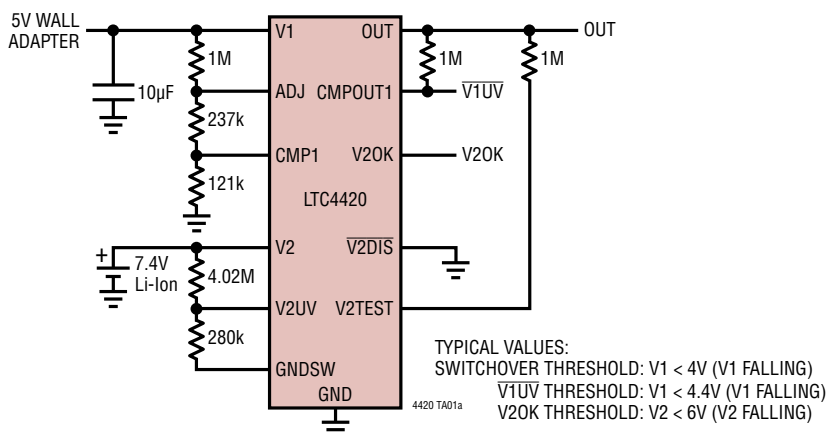 5V WALL
ADAPTER
V1
OUT
OUT
1M
1M
1M
10µF
ADJ
CMPOUT1
V1UV
237k
CMP1
V2OK
V2OK
121k
LTC4420
V2
V2DIS
+
7.4V
Li-Ion
4.02M
V2UV
V2TEST
280k
GNDSW
GND
4420 TA01a
TYPICAL VALUES:
SWITCHOVER THRESHOLD: V1 < 4V (V1 FALLING)
V1UV THRESHOLD: V1 < 4.4V (V1 FALLING)
V2OK THRESHOLD: V2 < 6V (V2 FALLING)